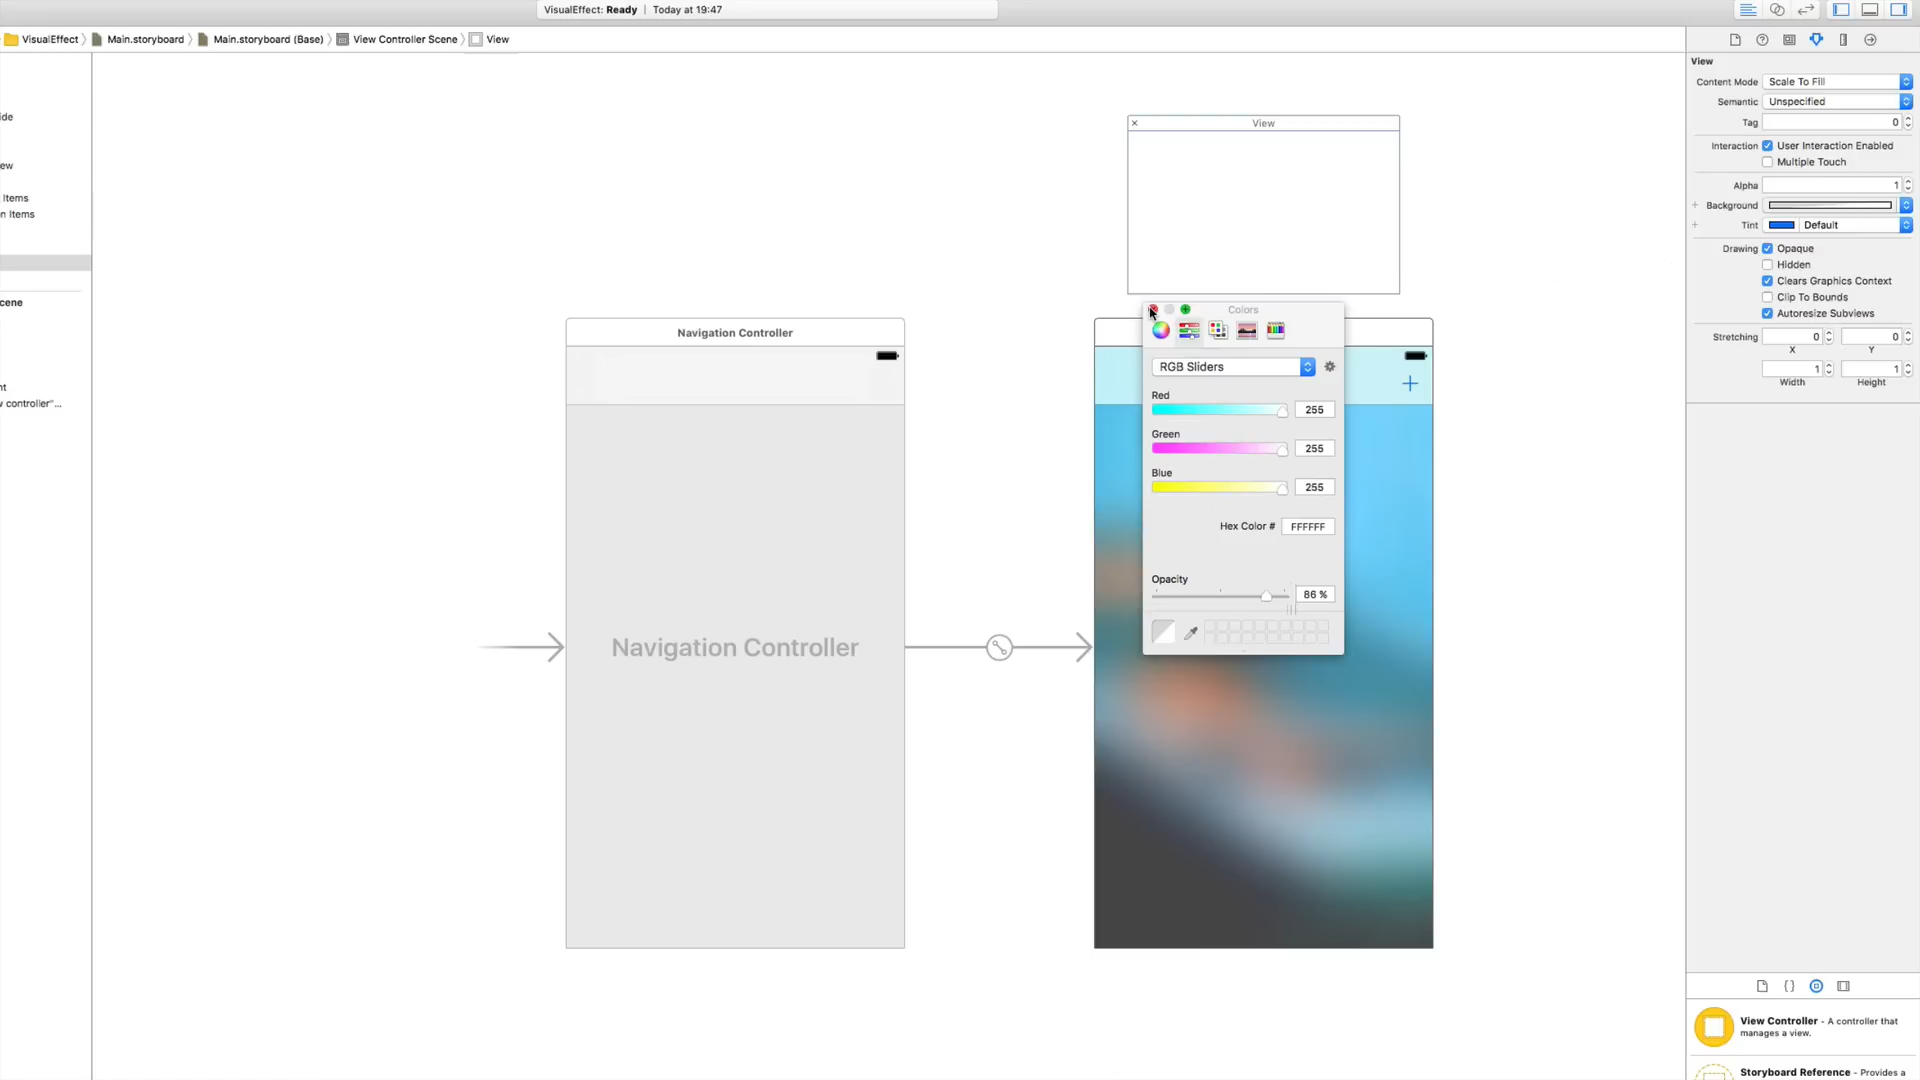 VisualEffect: Ready | Today at 19:47
VisualEffect Main.storyboard Main.storyboard (Base) View Controller Scene View
ide
ew
Items
n Items
cene
nt
w controller"...
Navigation Controller
Navigation Controller
View
Colors
RGB Sliders
Red
255
Green
255
Blue
255
Hex Color # FFFFFF
Opacity
86 %
View
Content Mode Scale To Fill
Semantic Unspecified
Tag 0
Interaction User Interaction Enabled
Multiple Touch
Alpha 1
+ Background
+ Tint Default
Drawing Opaque
Hidden
Clears Graphics Context
Clip To Bounds
Autoresize Subviews
Stretching 0 0
X Y
1 1
Width Height
{ }
View Controller - A controller that
manages a view.
Storyboard Reference - Provides a